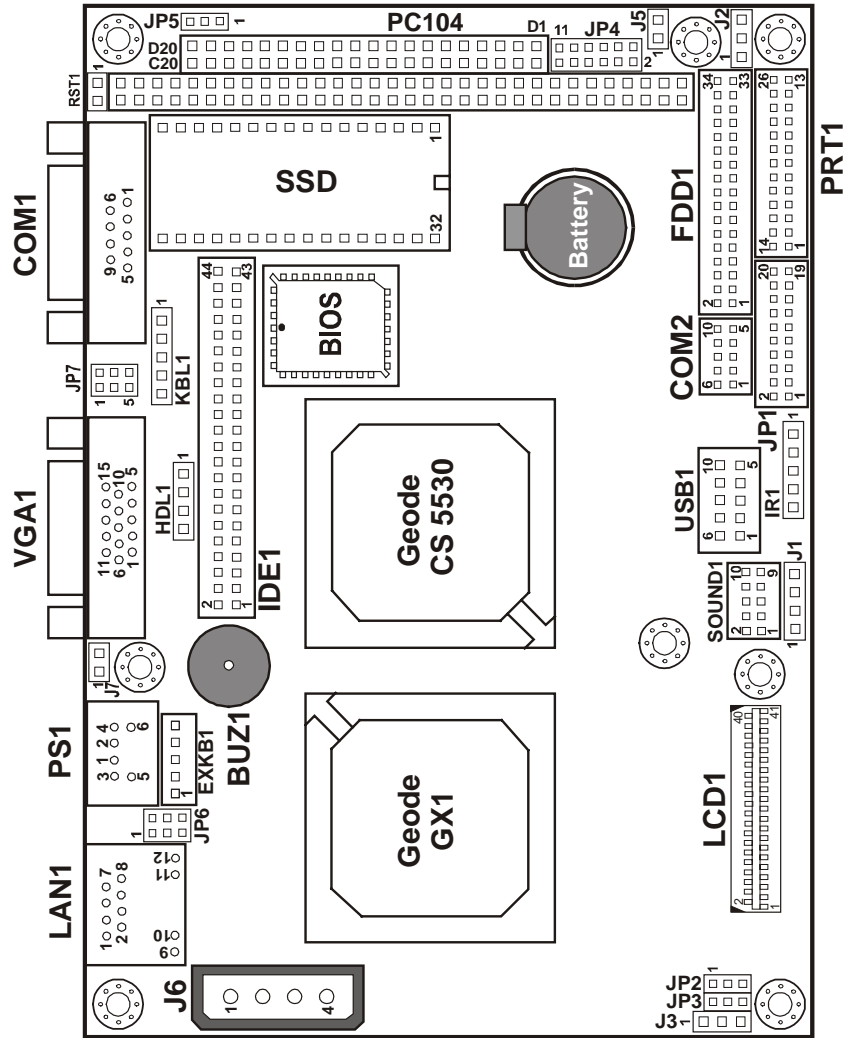 JP5
1
PC104
D20
C20
D1
11
JP4
2
J5
1
J2
1
RST1
1
34
33
26
13
FDD1
PRT1
14
1
2
1
COM1
6
1
9
5
SSD
1
32
Battery
44
43
BIOS
20
19
COM2
10
5
6
1
2
1
JP7
1
5
KBL1
1
VGA1
15
10
5
11
6
1
HDL1
1
IDE1
2
1
Geode
CS 5530
JP1
IR1
USB1
10
5
6
1
SOUND1
10
9
2
1
J1
1
J7
1
BUZ1
PS1
4
6
2
1
3
5
EXKB1
1
JP6
1
Geode
GX1
LCD1
40
41
2
1
LAN1
7
8
1
2
12
11
10
9
J6
1
4
JP2
1
JP3
J3
1